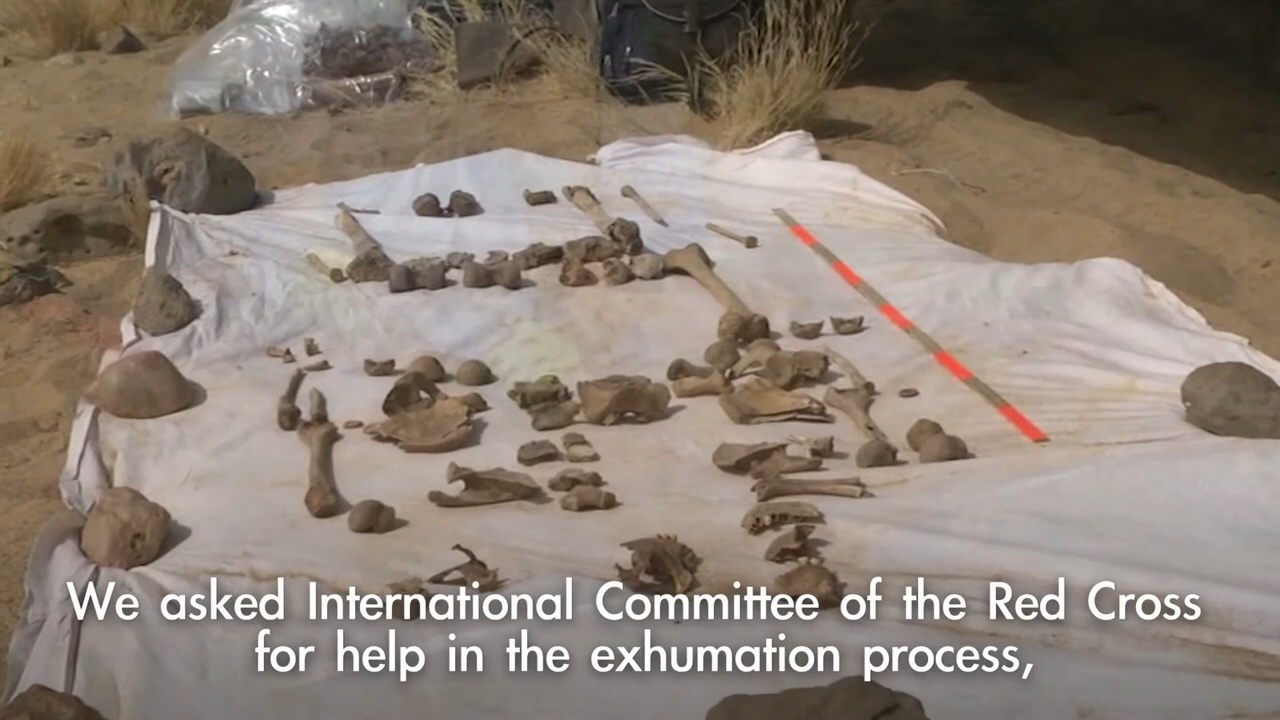 We asked International Committee of the Red Cross
for help in the exhumation process,